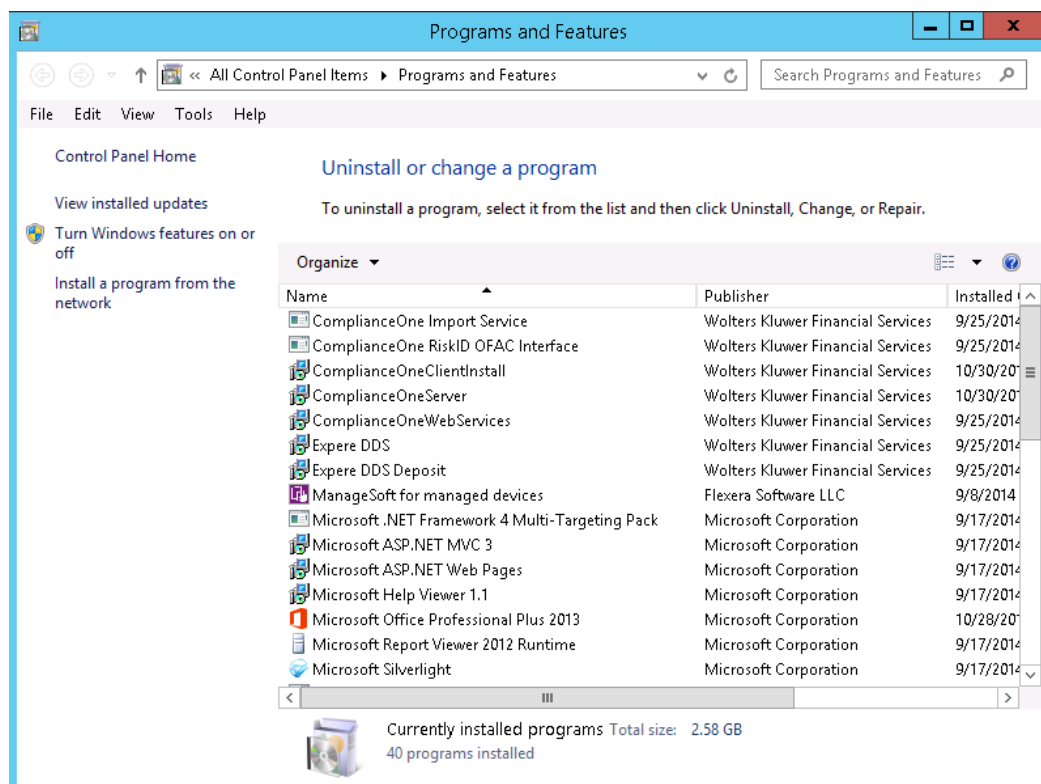 Programs and Features
« All Control Panel Items ▸ Programs and Features
Search Programs and Features
File Edit View Tools Help
Control Panel Home
View installed updates
Turn Windows features on or
off
Install a program from the
network
Uninstall or change a program
To uninstall a program, select it from the list and then click Uninstall, Change, or Repair.
Organize
Name Publisher Installed
ComplianceOne Import Service Wolters Kluwer Financial Services 9/25/2014
ComplianceOne RiskID OFAC Interface Wolters Kluwer Financial Services 9/25/2014
ComplianceOneClientInstall Wolters Kluwer Financial Services 10/30/201
ComplianceOneServer Wolters Kluwer Financial Services 10/30/201
ComplianceOneWebServices Wolters Kluwer Financial Services 9/25/2014
Expere DDS Wolters Kluwer Financial Services 9/25/2014
Expere DDS Deposit Wolters Kluwer Financial Services 9/25/2014
ManageSoft for managed devices Flexera Software LLC 9/8/2014
Microsoft .NET Framework 4 Multi-Targeting Pack Microsoft Corporation 9/17/2014
Microsoft ASP.NET MVC 3 Microsoft Corporation 9/17/2014
Microsoft ASP.NET Web Pages Microsoft Corporation 9/17/2014
Microsoft Help Viewer 1.1 Microsoft Corporation 9/17/2014
Microsoft Office Professional Plus 2013 Microsoft Corporation 10/28/201
Microsoft Report Viewer 2012 Runtime Microsoft Corporation 9/17/2014
Microsoft Silverlight Microsoft Corporation 9/17/2014
Currently installed programs Total size: 2.58 GB
40 programs installed